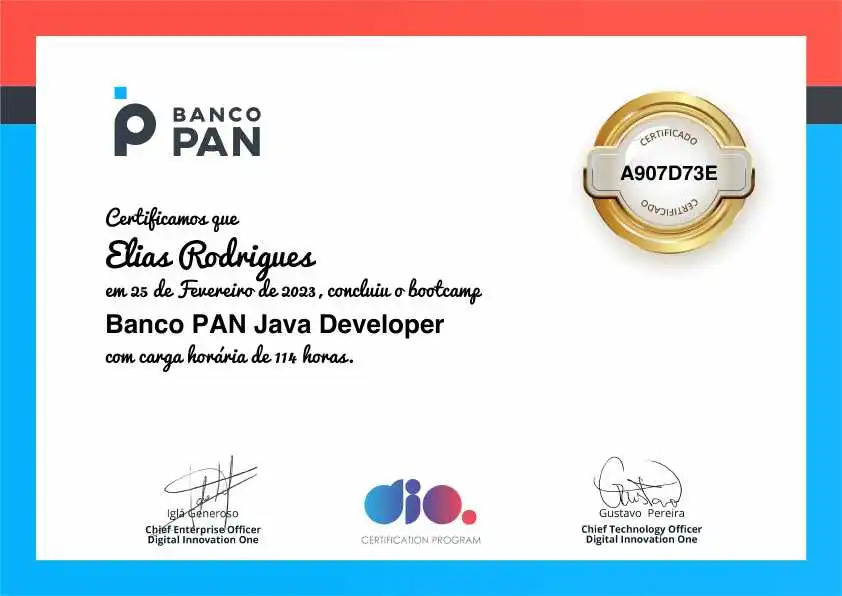 BANCO
PAN
CERTIFICADO
A907D73E
CERTIFICADO
Certificamos que
Elias Rodrigues
em 25 de Fevereiro de 2023, concluiu o bootcamp
Banco PAN Java Developer
com carga horária de 114 horas.
Iglá Generoso
Chief Enterprise Officer
Digital Innovation One
dio.
CERTIFICATION PROGRAM
Gustavo
Gustavo Pereira
Chief Technology Officer
Digital Innovation One